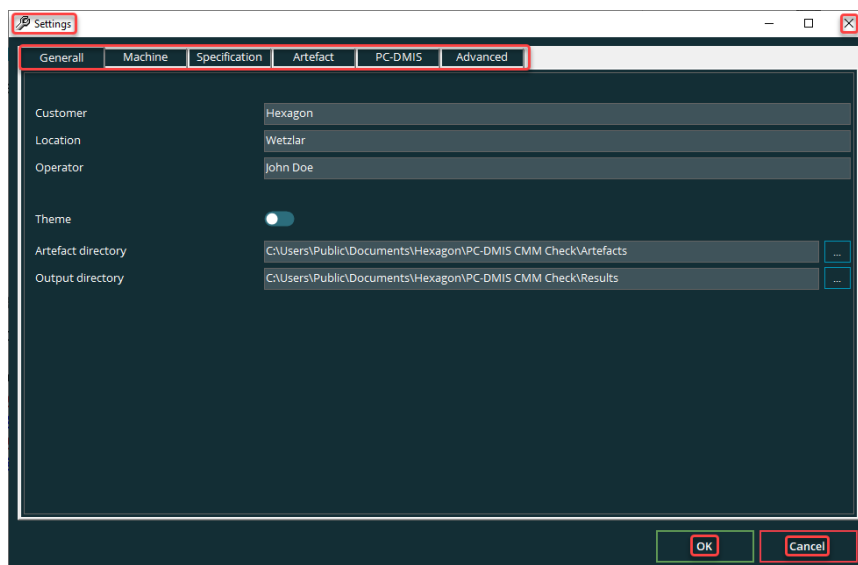 Settings
Generall Machine Specification Artefact PC-DMIS Advanced
Customer Hexagon
Location Wetzlar
Operator John Doe
Theme
Artefact directory C:\Users\Public\Documents\Hexagon\PC-DMIS CMM Check\Artefacts ...
Output directory C:\Users\Public\Documents\Hexagon\PC-DMIS CMM Check\Results ...
OK Cancel